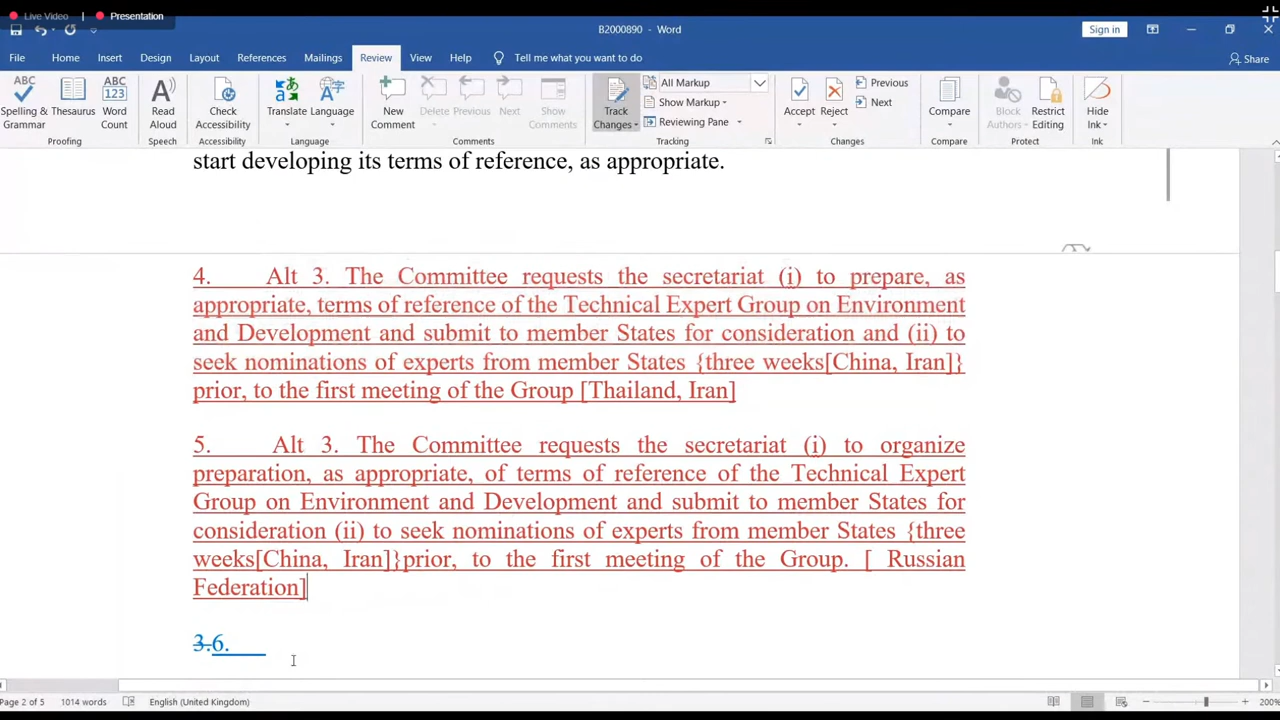 Live Video | Presentation
B2000890 - Word
Sign in
File Home Insert Design Layout References Mailings Review View Help Tell me what you want to do Share
ABC
Spelling & Grammar
Thesaurus
ABC 123
Word Count
Read Aloud
Check Accessibility
Translate
Language
New Comment
Delete
Previous
Next
Show Comments
Track Changes
All Markup
Show Markup
Reviewing Pane
Accept
Reject
Previous
Next
Compare
Block Authors
Restrict Editing
Hide Ink
Proofing Speech Accessibility Language Comments Tracking Changes Compare Protect Ink
start developing its terms of reference, as appropriate.
4. Alt 3. The Committee requests the secretariat (i) to prepare, as
appropriate, terms of reference of the Technical Expert Group on Environment
and Development and submit to member States for consideration and (ii) to
seek nominations of experts from member States {three weeks[China, Iran]}
prior, to the first meeting of the Group [Thailand, Iran]
5. Alt 3. The Committee requests the secretariat (i) to organize
preparation, as appropriate, of terms of reference of the Technical Expert
Group on Environment and Development and submit to member States for
consideration (ii) to seek nominations of experts from member States {three
weeks[China, Iran]}prior, to the first meeting of the Group. [ Russian
Federation]
3.6.
Page 2 of 5 1014 words English (United Kingdom) 200%